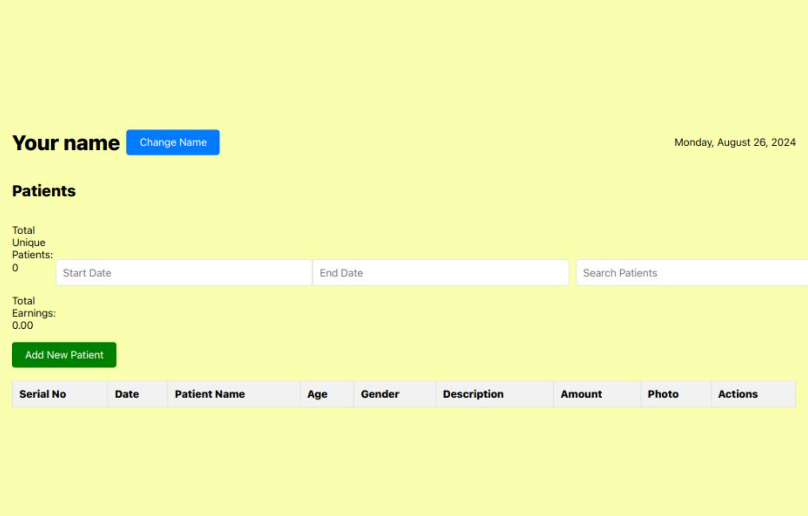 Your name Change Name Monday, August 26, 2024
Patients
Total
Unique
Patients:
0
Start Date End Date Search Patients
Total
Earnings:
0.00
Add New Patient
Serial No Date Patient Name Age Gender Description Amount Photo Actions